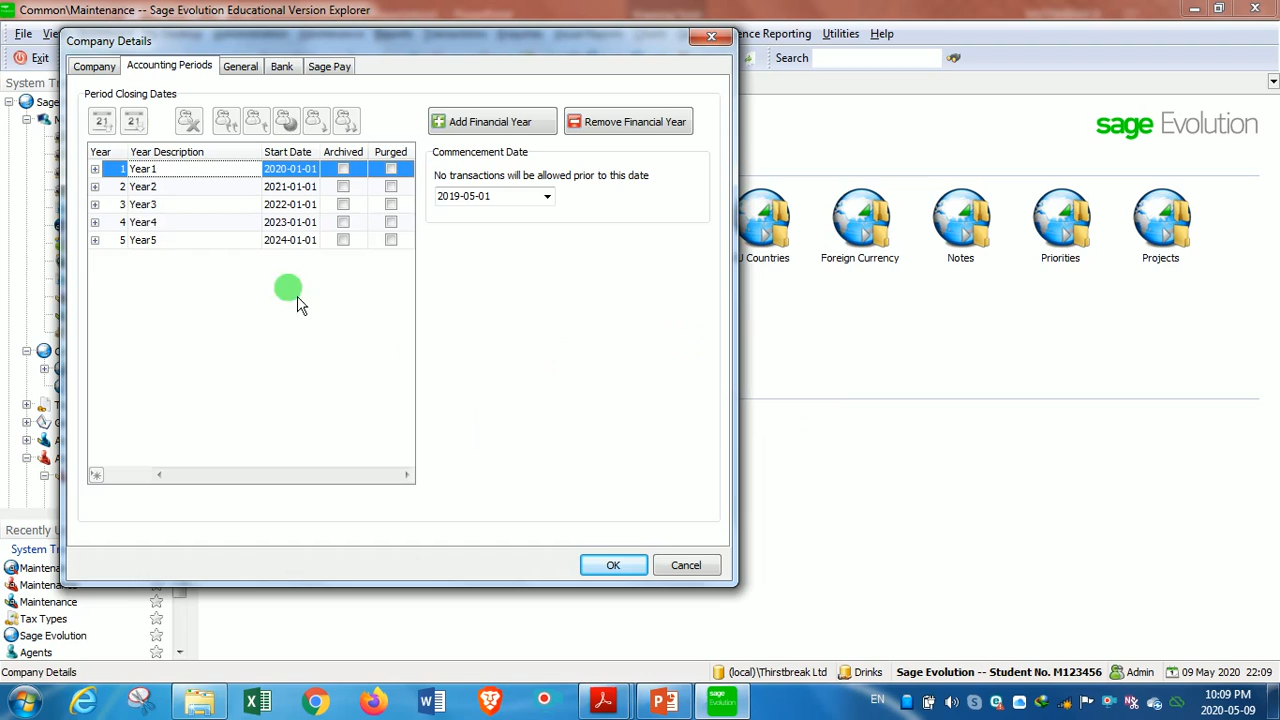 Common\Maintenance -- Sage Evolution Educational Version Explorer
File
ence Reporting
Utilities
Help
Exit
Search
System Tr
Sage
Company Details
Company
Accounting Periods
General
Bank
Sage Pay
Period Closing Dates
Add Financial Year
Remove Financial Year
Year Year Description Start Date Archived Purged
1 Year1 2020-01-01
2 Year2 2021-01-01
3 Year3 2022-01-01
4 Year4 2023-01-01
5 Year5 2024-01-01
Commencement Date
No transactions will be allowed prior to this date
2019-05-01
OK
Cancel
sage Evolution
U Countries
Foreign Currency
Notes
Priorities
Projects
Recently U
System Tr
Maintenan
Maintenance
Maintenance
Tax Types
Sage Evolution
Agents
Company Details
(local)\Thirstbreak Ltd
Drinks
Sage Evolution -- Student No. M123456
Admin
09 May 2020
22:09
sage
EN
10:09 PM
2020-05-09